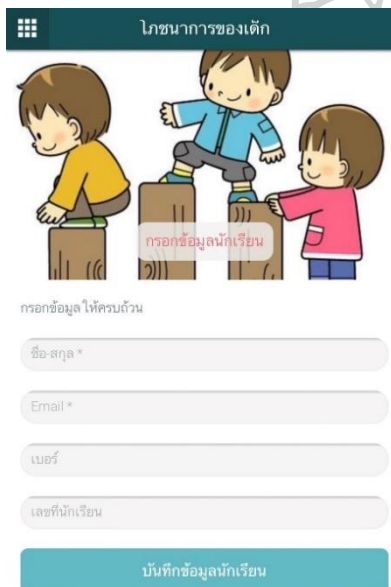 โภชนาการของเด็ก
กรอกข้อมูลนักเรียน
กรอกข้อมูล ให้ครบถ้วน
ชื่อ-สกุล *
Email *
เบอร์
เลขที่นักเรียน
บันทึกข้อมูลนักเรียน